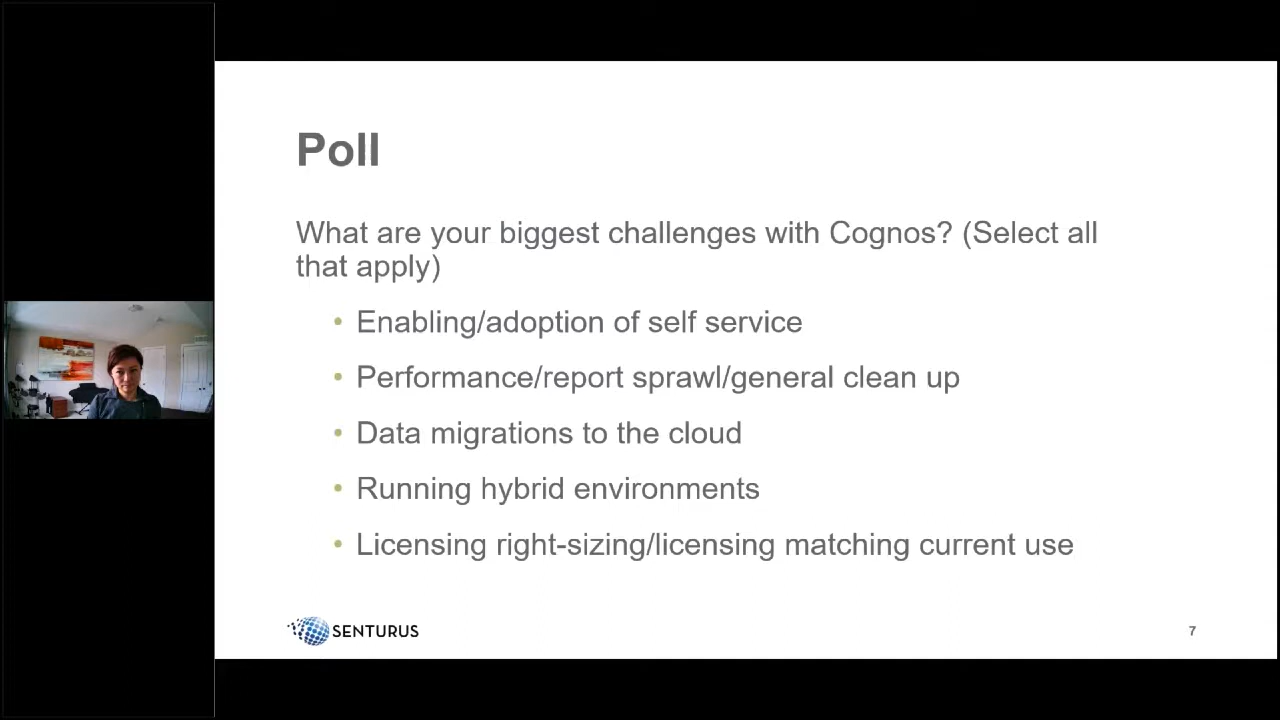 Poll
What are your biggest challenges with Cognos? (Select all
that apply)
• Enabling/adoption of self service
• Performance/report sprawl/general clean up
• Data migrations to the cloud
• Running hybrid environments
• Licensing right-sizing/licensing matching current use
SENTURUS
7